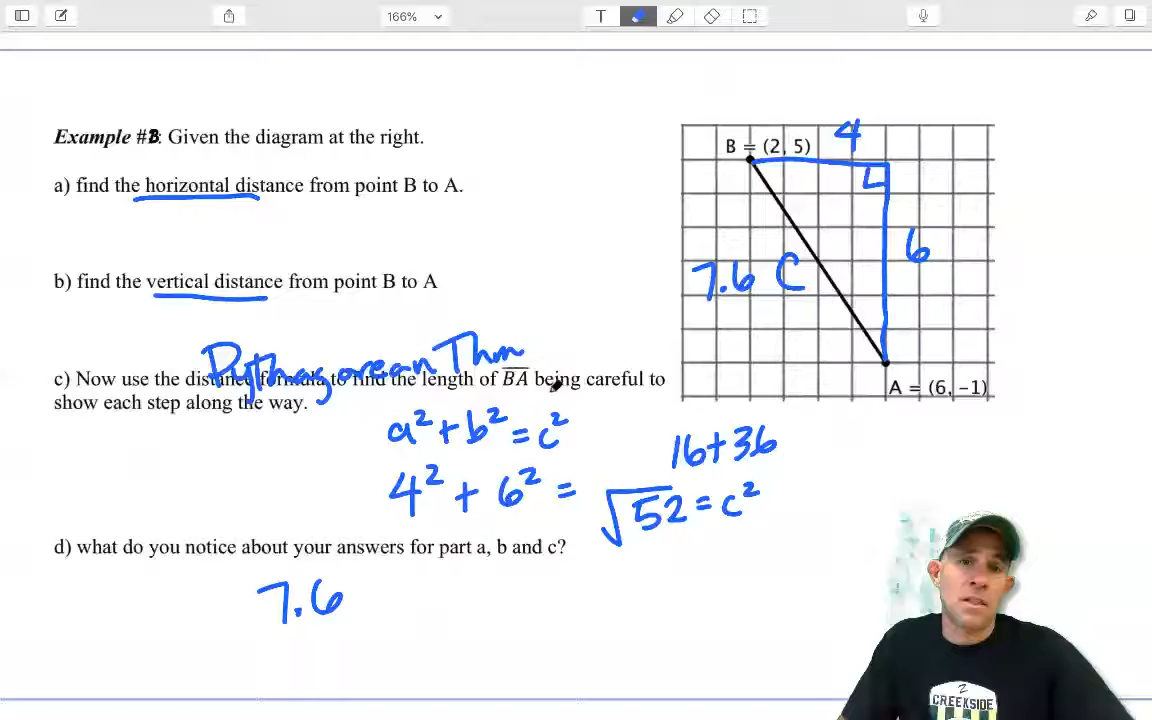 166%
T
Example #3: Given the diagram at the right.
a) find the horizontal distance from point B to A.
b) find the vertical distance from point B to A
Pythagorean Thm
c) Now use the distance formula to find the length of BA being careful to
show each step along the way.
a² + b² = c²
4² + 6² =
16 + 36
√52 = c²
d) what do you notice about your answers for part a, b and c?
7.6
B = (2, 5)
4
6
7.6 C
A = (6, -1)
2
CREEKSIDE